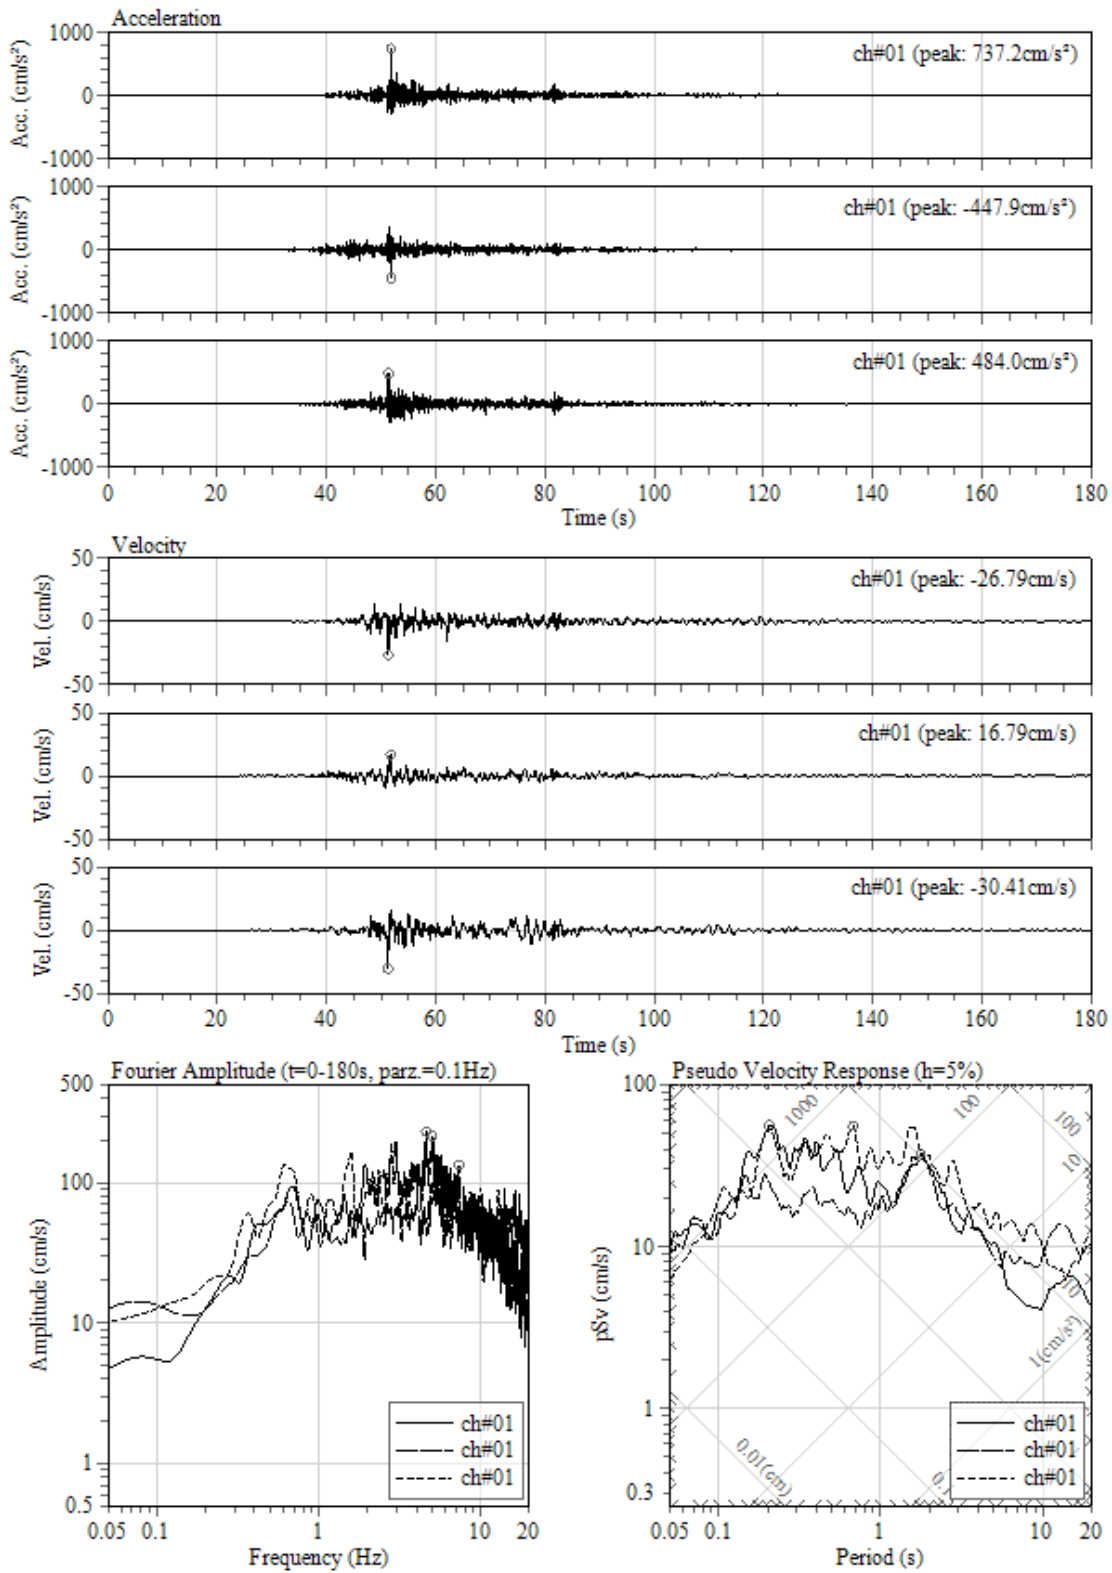 Acceleration
1000
0
-1000
Acc. (cm/s²)
ch#01 (peak: 737.2cm/s²)
1000
0
-1000
Acc. (cm/s²)
ch#01 (peak: -447.9cm/s²)
1000
0
-1000
Acc. (cm/s²)
ch#01 (peak: 484.0cm/s²)
0 20 40 60 80 100 120 140 160 180
Time (s)
Velocity
50
0
-50
Vel. (cm/s)
ch#01 (peak: -26.79cm/s)
50
0
-50
Vel. (cm/s)
ch#01 (peak: 16.79cm/s)
50
0
-50
Vel. (cm/s)
ch#01 (peak: -30.41cm/s)
0 20 40 60 80 100 120 140 160 180
Time (s)
Fourier Amplitude (t=0-180s, parz.=0.1Hz)
500
100
10
1
0.5
Amplitude (cm/s)
ch#01
ch#01
ch#01
0.05 0.1 1 10 20
Frequency (Hz)
Pseudo Velocity Response (h=5%)
100
10
1
0.3
pSv (cm/s)
1000
100
100
10
10
1(cm/s²)
0.01(cm)
0.1
ch#01
ch#01
ch#01
0.05 0.1 1 10 20
Period (s)